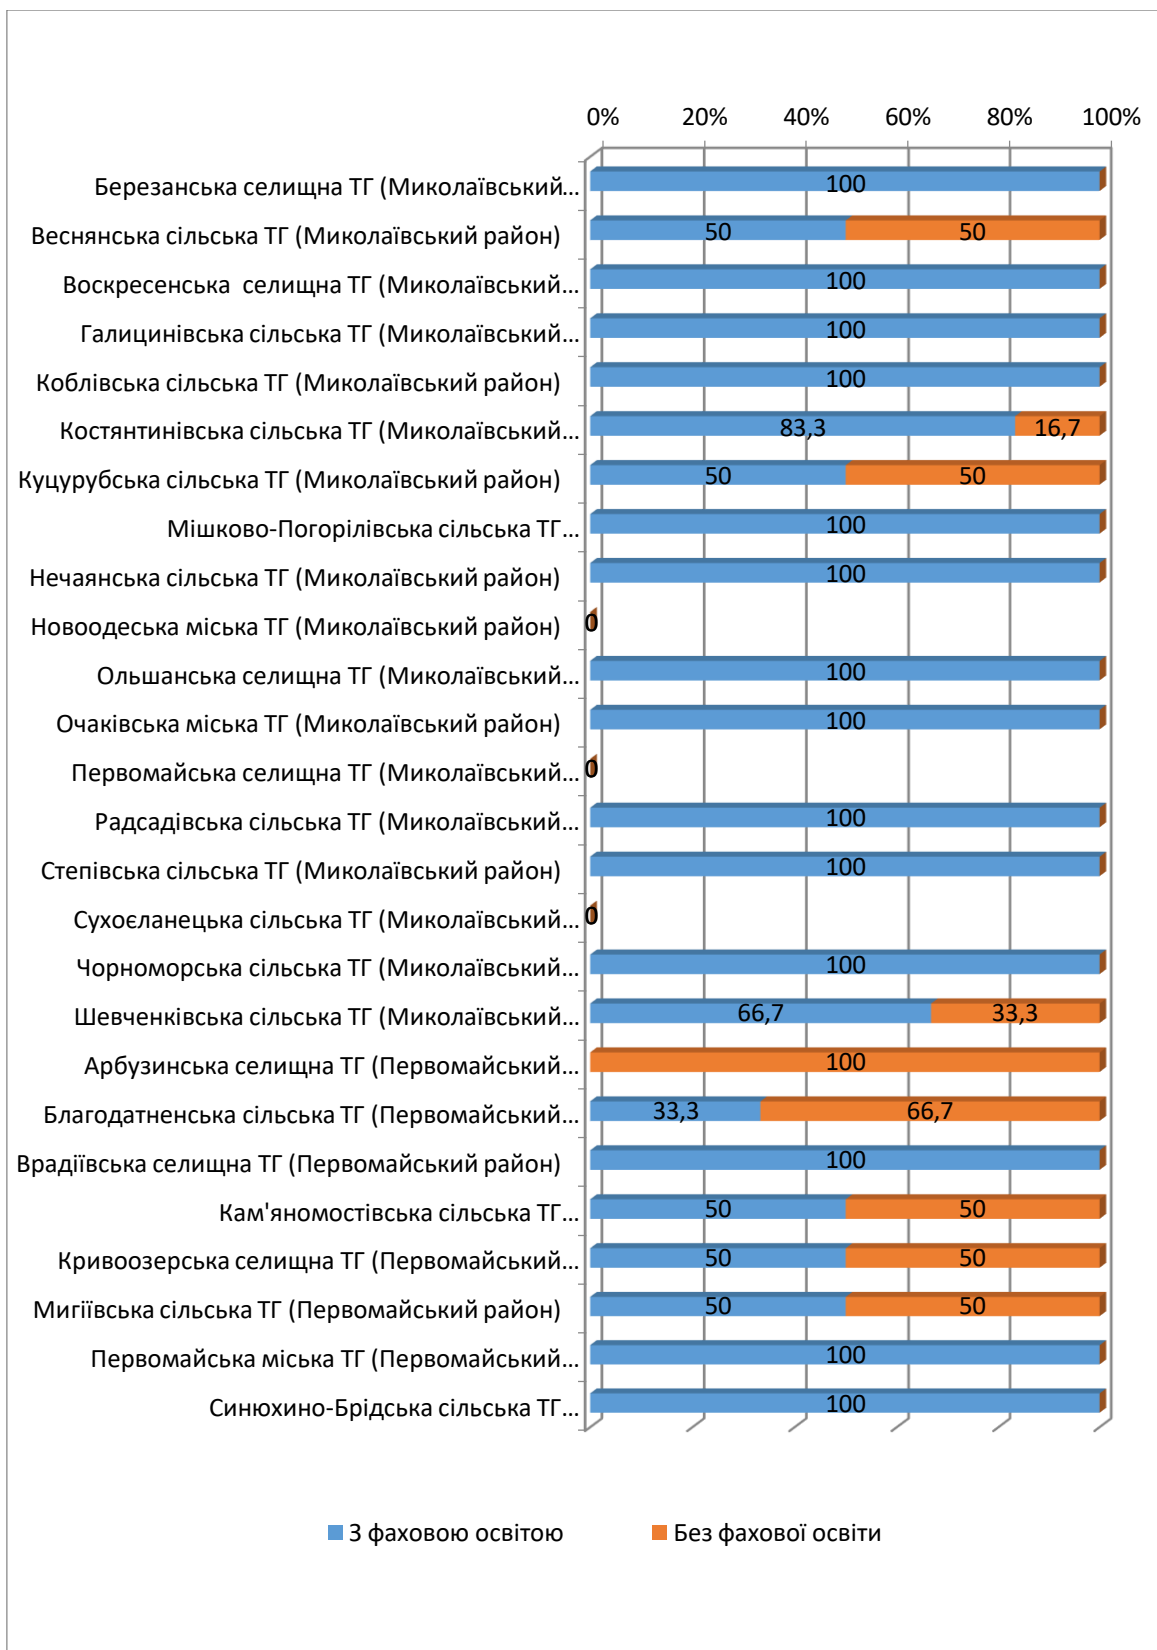 0% 20% 40% 60% 80% 100%
Березанська селищна ТГ (Миколаївський... 100
Веснянська сільська ТГ (Миколаївський район) 50 50
Воскресенська селищна ТГ (Миколаївський... 100
Галицинівська сільська ТГ (Миколаївський... 100
Коблівська сільська ТГ (Миколаївський район) 100
Костянтинівська сільська ТГ (Миколаївський... 83,3 16,7
Куцурубська сільська ТГ (Миколаївський район) 50 50
Мішково-Погорілівська сільська ТГ... 100
Нечаянська сільська ТГ (Миколаївський район) 100
Новоодеська міська ТГ (Миколаївський район) 0
Ольшанська селищна ТГ (Миколаївський... 100
Очаківська міська ТГ (Миколаївський район) 100
Первомайська селищна ТГ (Миколаївський... 0
Радсадівська сільська ТГ (Миколаївський... 100
Степівська сільська ТГ (Миколаївський район) 100
Сухоєланецька сільська ТГ (Миколаївський... 0
Чорноморська сільська ТГ (Миколаївський... 100
Шевченківська сільська ТГ (Миколаївський... 66,7 33,3
Арбузинська селищна ТГ (Первомайський... 100
Благодатненська сільська ТГ (Первомайський... 33,3 66,7
Врадіївська селищна ТГ (Первомайський район) 100
Кам'яномостівська сільська ТГ... 50 50
Кривоозерська селищна ТГ (Первомайський... 50 50
Мигіївська сільська ТГ (Первомайський район) 50 50
Первомайська міська ТГ (Первомайський... 100
Синюхино-Брідська сільська ТГ... 100
З фаховою освітою Без фахової освіти